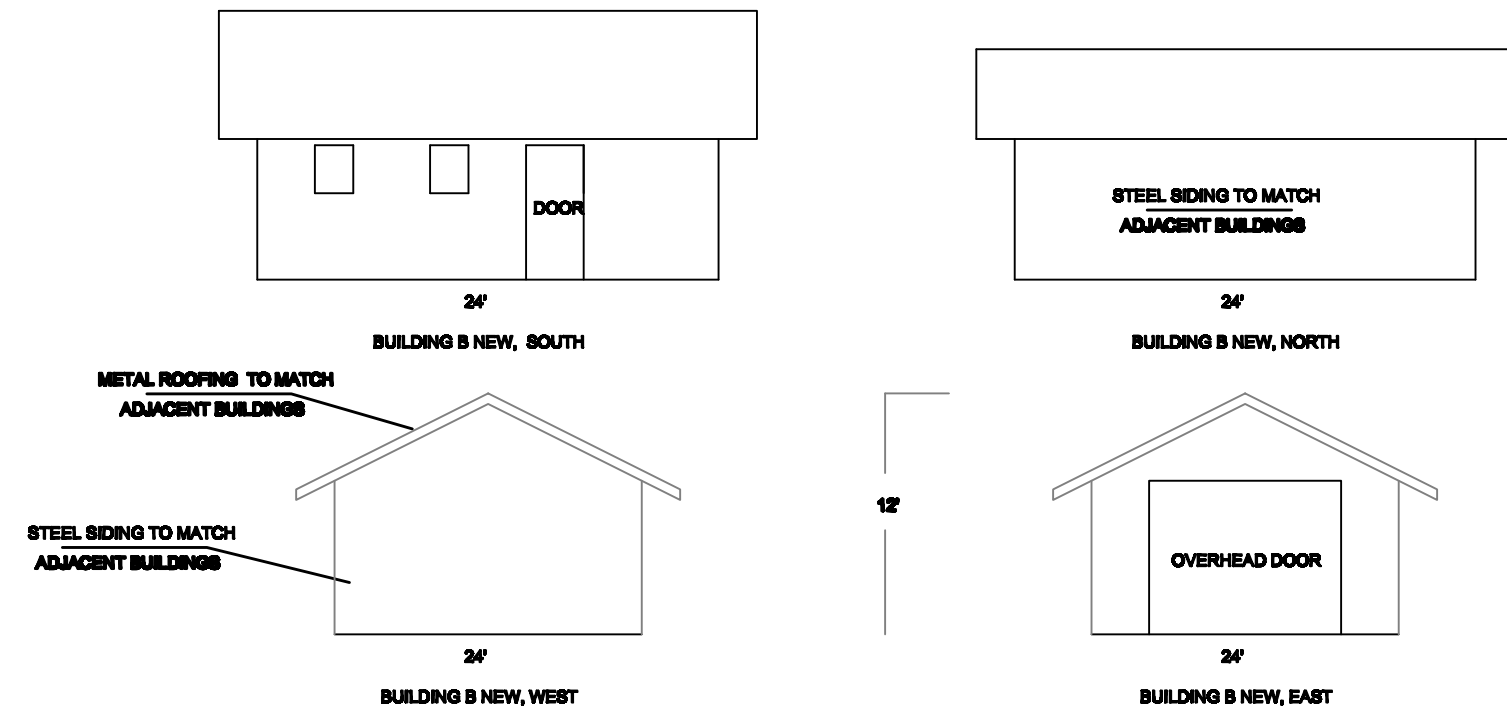 DOOR
STEEL SIDING TO MATCH
ADJACENT BUILDINGS
24'
24'
BUILDING B NEW, SOUTH
BUILDING B NEW, NORTH
METAL ROOFING TO MATCH
ADJACENT BUILDINGS
12'
STEEL SIDING TO MATCH
ADJACENT BUILDINGS
OVERHEAD DOOR
24'
24'
BUILDING B NEW, WEST
BUILDING B NEW, EAST